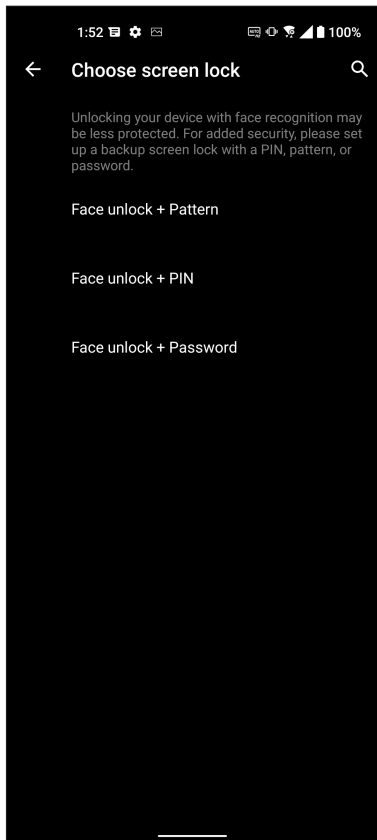 1:52 100%
Choose screen lock
Unlocking your device with face recognition may
be less protected. For added security, please set
up a backup screen lock with a PIN, pattern, or
password.
Face unlock + Pattern
Face unlock + PIN
Face unlock + Password